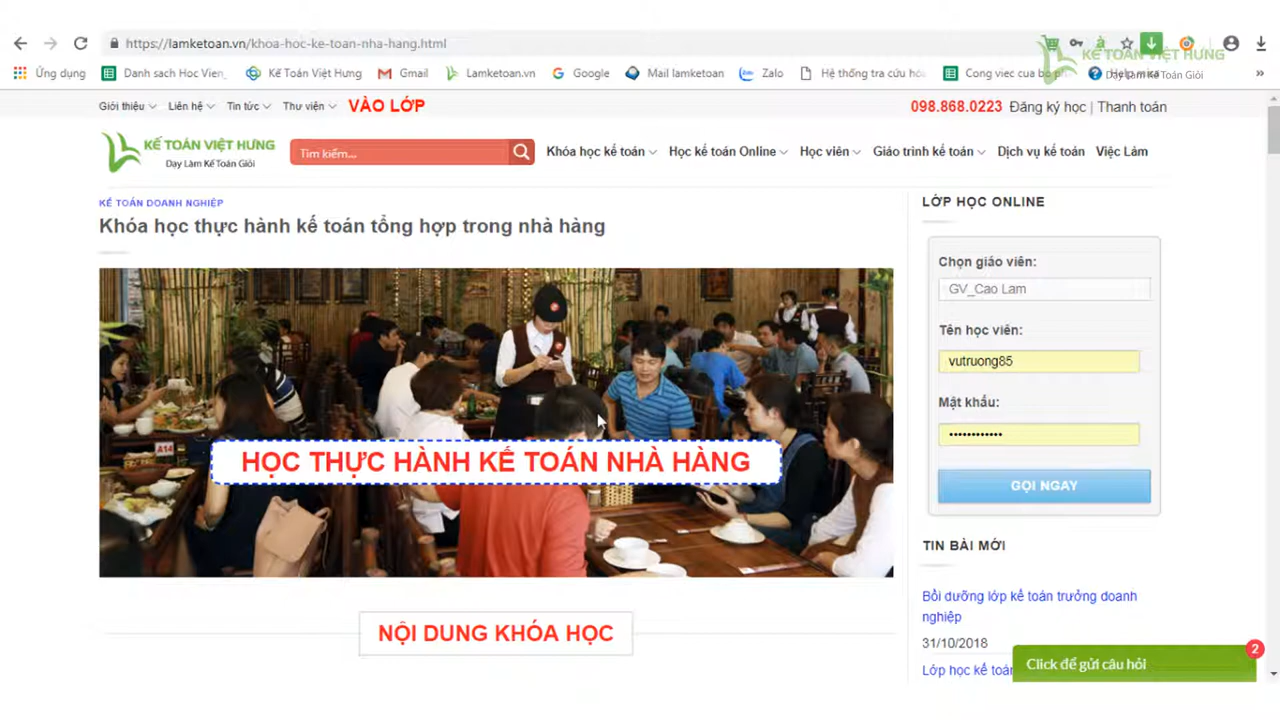 https://lamketoan.vn/khoa-hoc-ke-toan-nha-hang.html
KẾ TOÁN VIỆT HƯNG
Dạy Làm Kế Toán Giỏi
Ứng dụng
Danh sach Hoc Vien
Kế Toán Việt Hưng
Gmail
Lamketoan.vn
Google
Mail lamketoan
Zalo
Hệ thống tra cứu hó
Cong viec cua bo
Giới thiệu
Liên hệ
Tin tức
Thư viện
VÀO LỚP
098.868.0223 Đăng ký học | Thanh toán
KẾ TOÁN VIỆT HƯNG
Dạy Làm Kế Toán Giỏi
Tìm kiếm...
Khóa học kế toán
Học kế toán Online
Học viên
Giáo trình kế toán
Dịch vụ kế toán
Việc Làm
KẾ TOÁN DOANH NGHIỆP
Khóa học thực hành kế toán tổng hợp trong nhà hàng
A14
HỌC THỰC HÀNH KẾ TOÁN NHÀ HÀNG
NỘI DUNG KHÓA HỌC
LỚP HỌC ONLINE
Chọn giáo viên:
GV_Cao Lam
Tên học viên:
vutruong85
Mật khẩu:
••••••••••••
GỌI NGAY
TIN BÀI MỚI
Bồi dưỡng lớp kế toán trưởng doanh
nghiệp
31/10/2018
Lớp học kế toán
Click để gửi câu hỏi
2